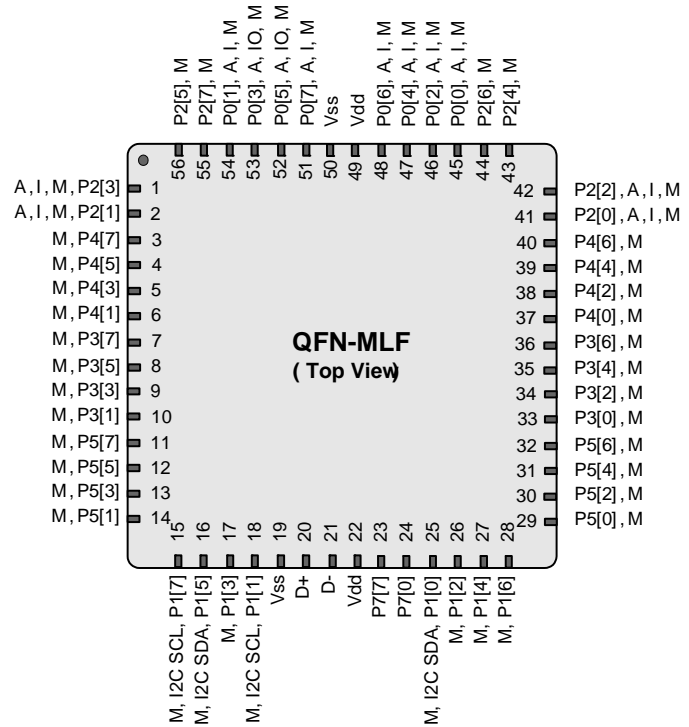 P2[5], M
P2[7], M
P0[1], A, I, M
P0[3], A, IO, M
P0[5], A, IO, M
P0[7], A, I, M
Vss
Vdd
P0[6], A, I, M
P0[4], A, I, M
P0[2], A, I, M
P0[0], A, I, M
P2[6], M
P2[4], M
56
55
54
53
52
51
50
49
48
47
46
45
44
43
A, I, M, P2[3] 1
A, I, M, P2[1] 2
M, P4[7] 3
M, P4[5] 4
M, P4[3] 5
M, P4[1] 6
M, P3[7] 7
M, P3[5] 8
M, P3[3] 9
M, P3[1] 10
M, P5[7] 11
M, P5[5] 12
M, P5[3] 13
M, P5[1] 14
QFN-MLF
( Top View)
42 P2[2], A, I, M
41 P2[0], A, I, M
40 P4[6], M
39 P4[4], M
38 P4[2], M
37 P4[0], M
36 P3[6], M
35 P3[4], M
34 P3[2], M
33 P3[0], M
32 P5[6], M
31 P5[4], M
30 P5[2], M
29 P5[0], M
15
16
17
18
19
20
21
22
23
24
25
26
27
28
M, I2C SCL, P1[7]
M, I2C SDA, P1[5]
M, P1[3]
M, I2C SCL, P1[1]
Vss
D+
D-
Vdd
P7[7]
P7[0]
M, I2C SDA, P1[0]
M, P1[2]
M, P1[4]
M, P1[6]